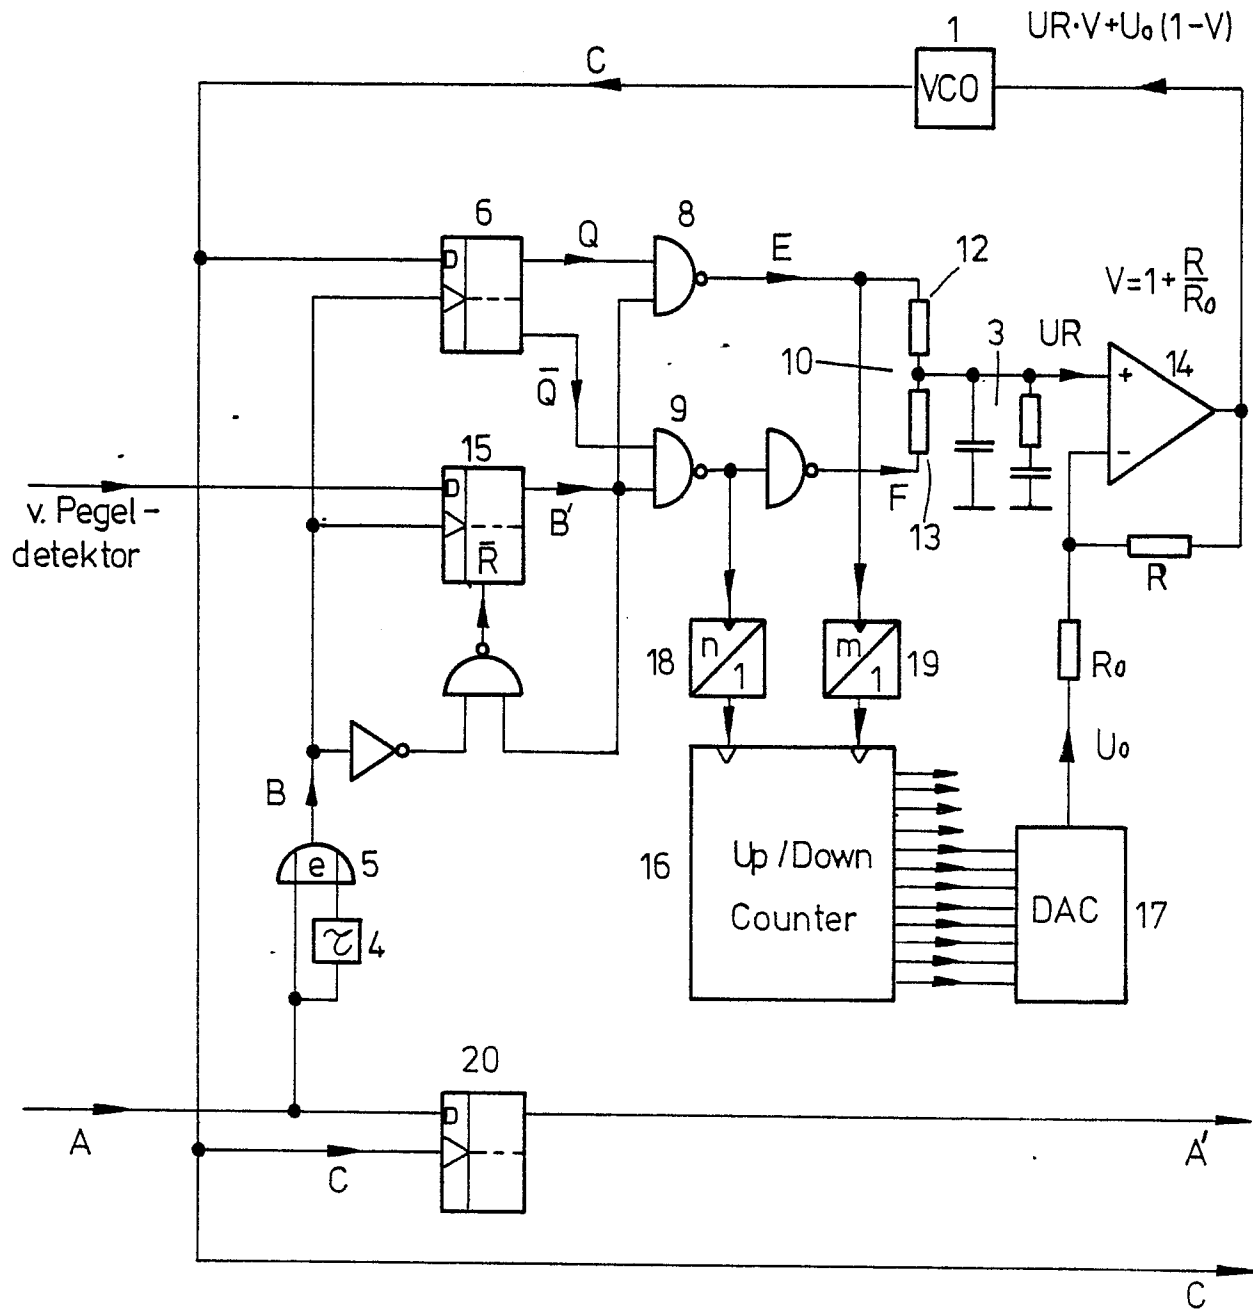 1
UR·V+U₀(1-V)
C
VCO
6
Q
8
E
12
D
V=1+R/R₀
3
UR
14
10
+
Q̅
9
15
-
D
v. Pegel-
detektor
B'
F
13
R̅
R
18
n/1
m/1
19
R₀
U₀
B
16
Up/Down
Counter
e
5
DAC
17
τ
4
20
D
A
C
A'
C